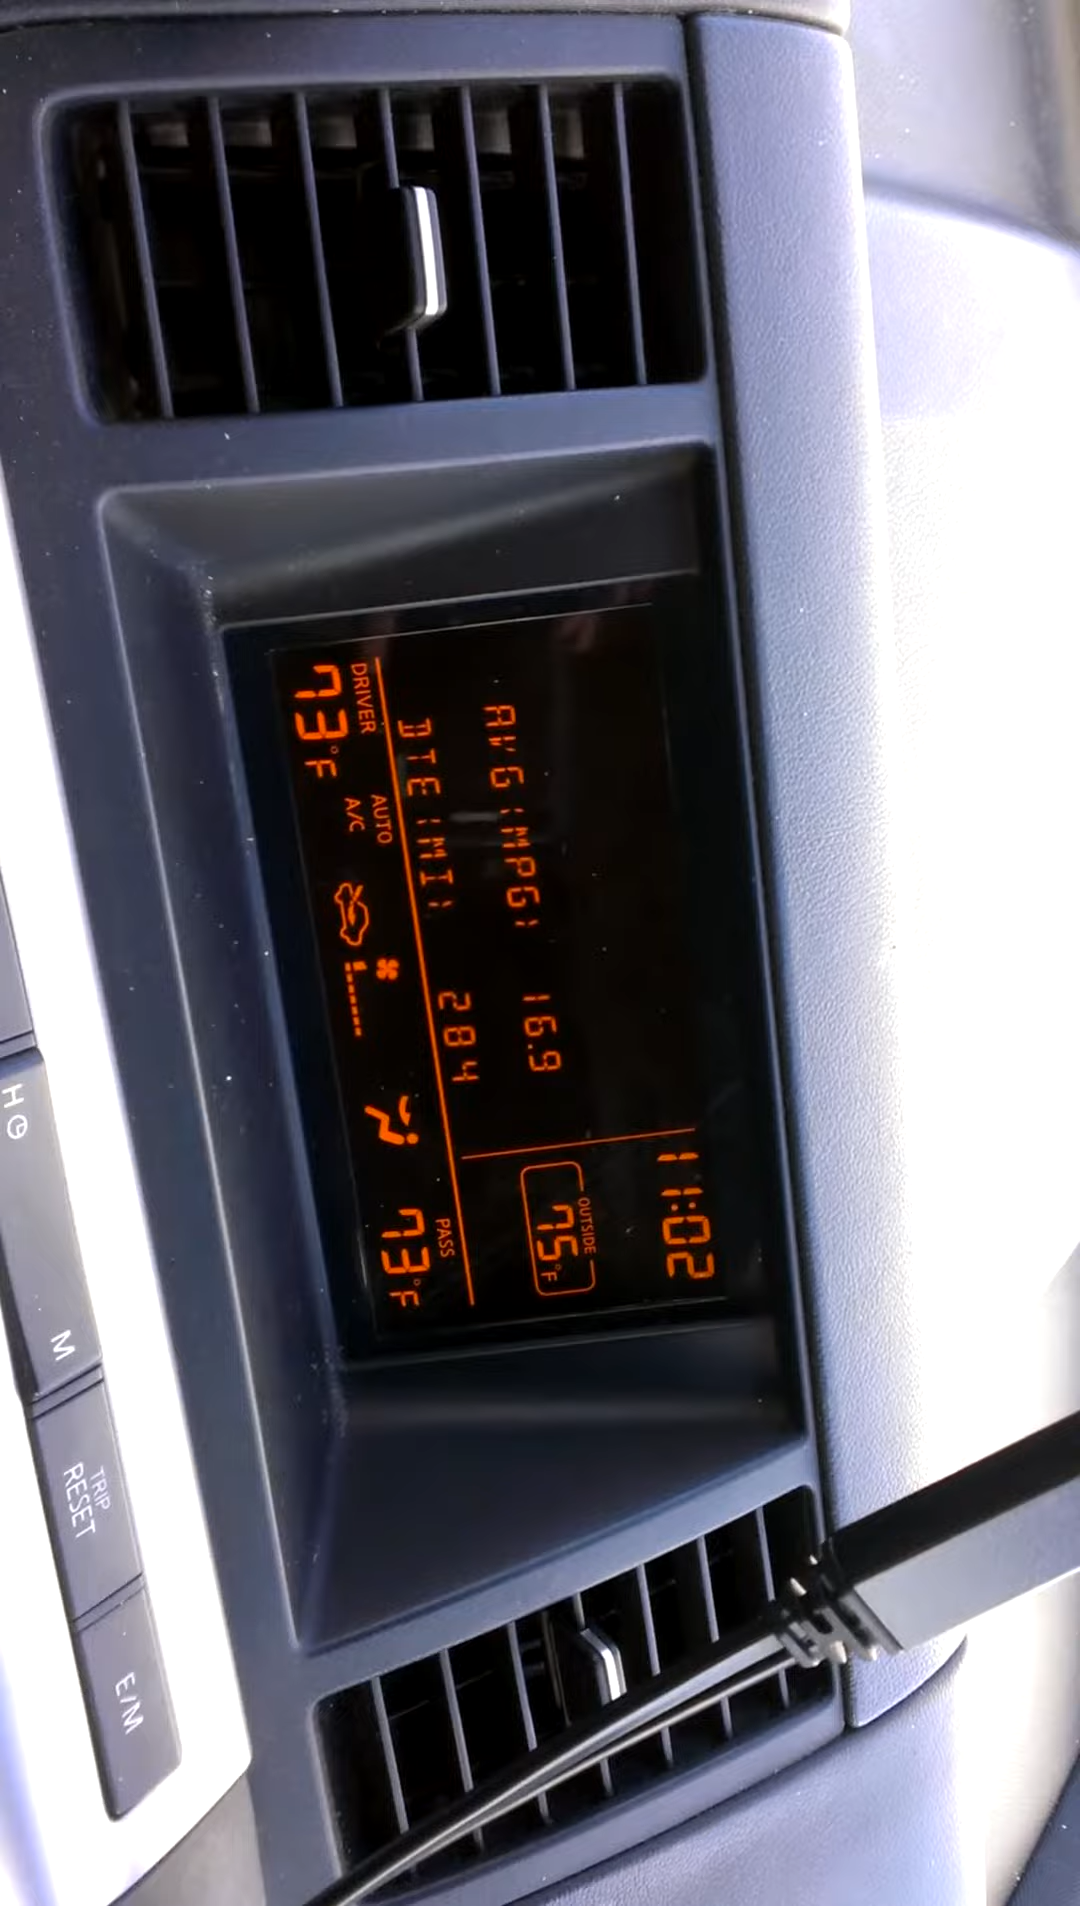 11:02
AVG(MPG) 16.9
OUTSIDE
75°F
DTE(MI) 284
DRIVER
73°F
AUTO
A/C
PASS
73°F
H
M
TRIP
RESET
E/M